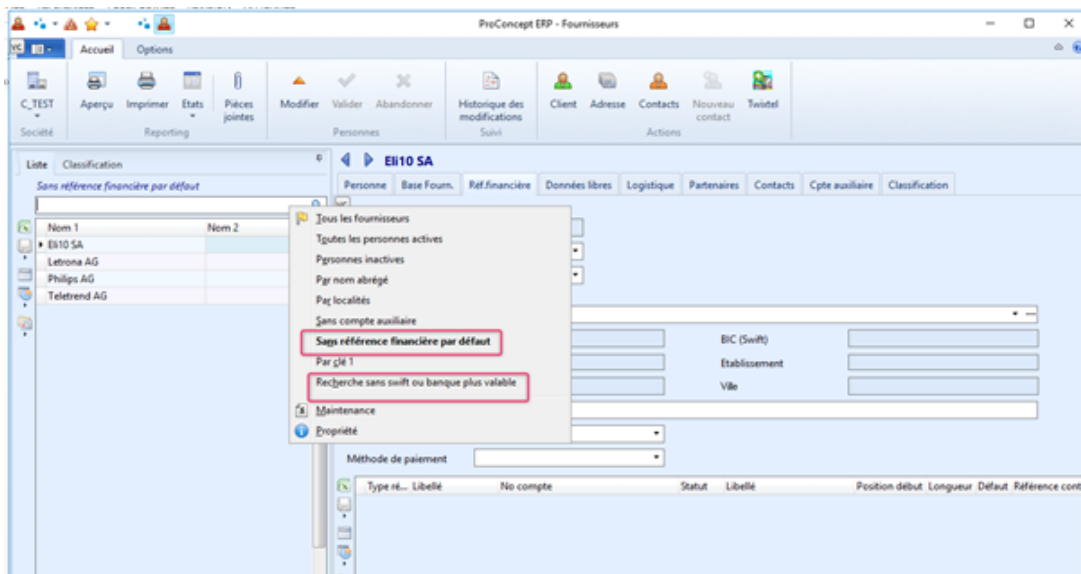 ProConcept ERP - Fournisseurs
Accueil Options
C_TEST Aperçu Imprimer Etats Pièces jointes Modifier Valider Abandonner Historique des modifications Client Adresse Contacts Nouveau contact Twixtel
Société Reporting Personnes Suivi Actions
Liste Classification
Eli10 SA
Sans référence financière par défaut
Personne Base Fourn. Réf.financière Données libres Logistique Partenaires Contacts Cpte auxiliaire Classification
Nom 1 Nom 2
Eli10 SA
Letrona AG
Philips AG
Teletrend AG
Tous les fournisseurs
Toutes les personnes actives
Personnes inactives
Par nom abrégé
Par localités
Sans compte auxiliaire
Sans référence financière par défaut
Par clé 1
Recherche sans swift ou banque plus valable
Maintenance
Propriété
BIC (Swift)
Etablissement
Ville
Méthode de paiement
Type ré... Libellé No compte Statut Libellé Position début Longueur Défaut Référence cont